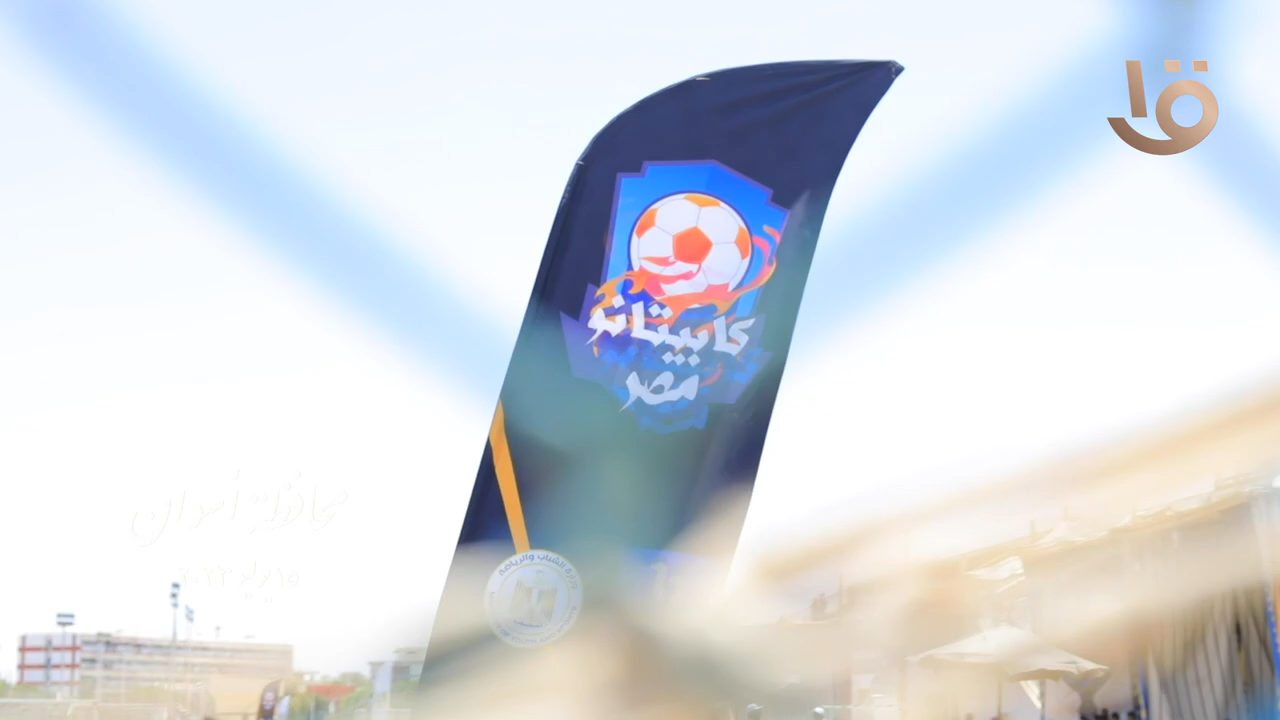 كابيتانو
مصر
وزارة الشباب والرياضة
محافظة أسوان